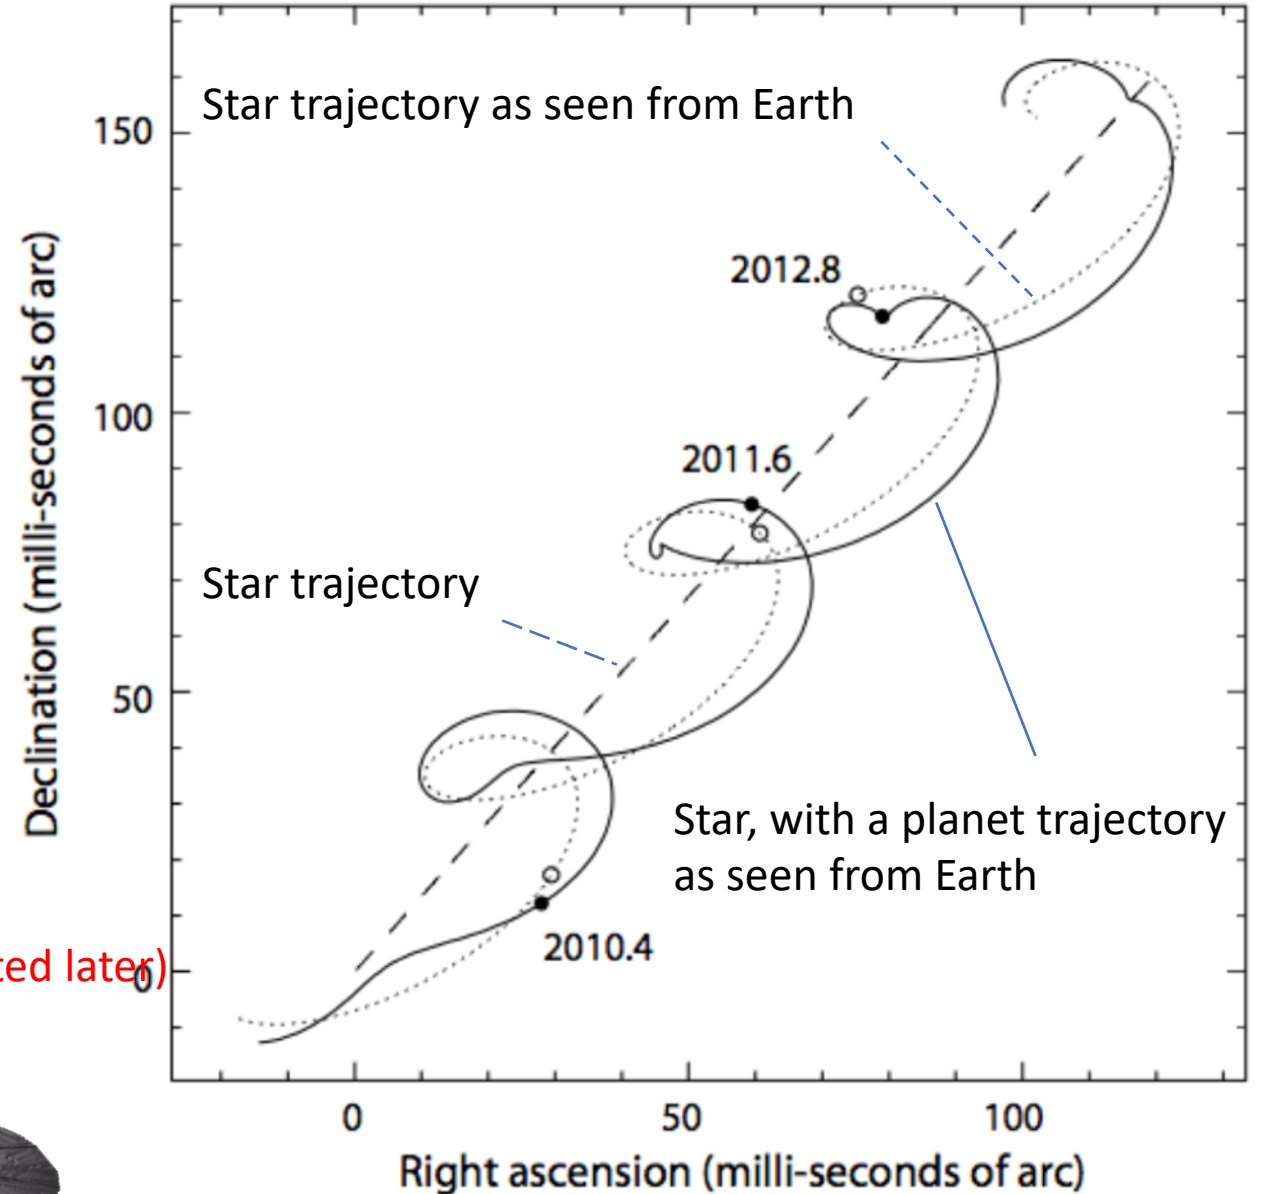 Star trajectory as seen from Earth
150
2012.8
100
2011.6
Star trajectory
50
Star, with a planet trajectory
as seen from Earth
2010.4
later)
0
0 50 100
Declination (milli-seconds of arc)
Right ascension (milli-seconds of arc)